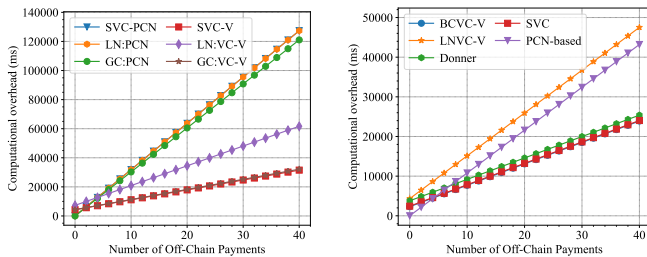 SVC-PCN SVC-V
LN:PCN LN:VC-V
GC:PCN GC:VC-V
Computational overhead (ms)
140000
120000
100000
80000
60000
40000
20000
0
0 10 20 30 40
Number of Off-Chain Payments
BCVC-V SVC
LNVC-V PCN-based
Donner
Computational overhead (ms)
50000
40000
30000
20000
10000
0
0 10 20 30 40
Number of Off-Chain Payments